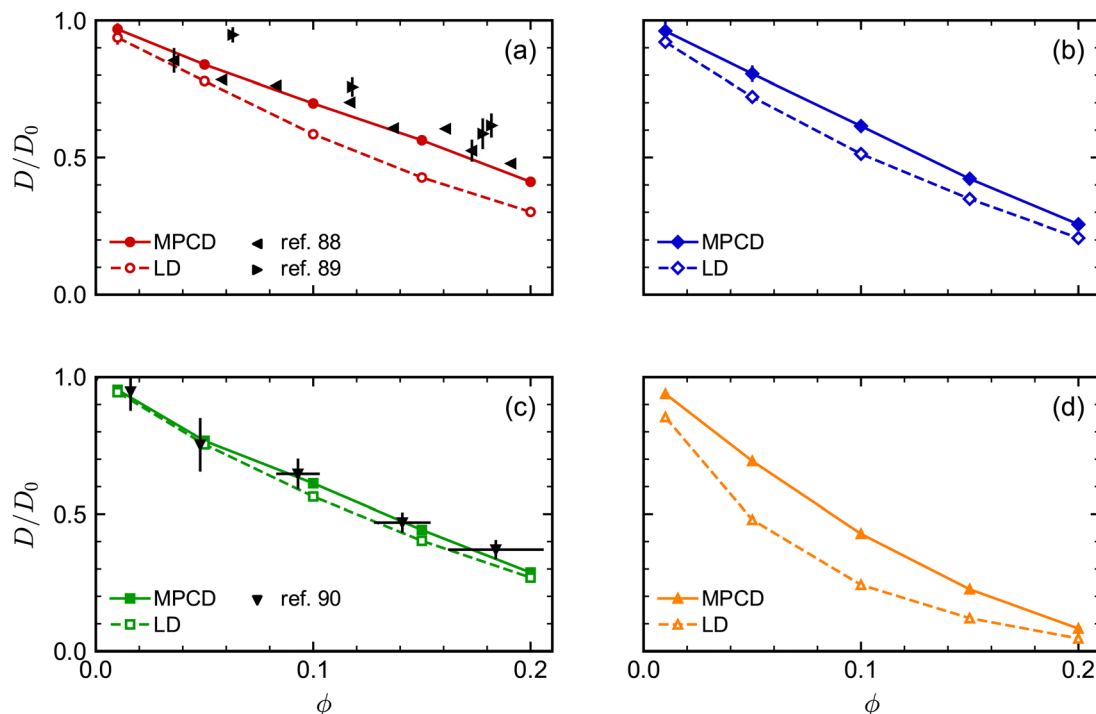 1.0
(a)
(b)
D/D₀
0.5
MPCD
ref. 88
MPCD
LD
ref. 89
LD
0.0
1.0
(c)
(d)
D/D₀
0.5
MPCD
ref. 90
MPCD
LD
LD
0.0
0.0
0.1
0.2
0.0
0.1
0.2
ϕ
ϕ